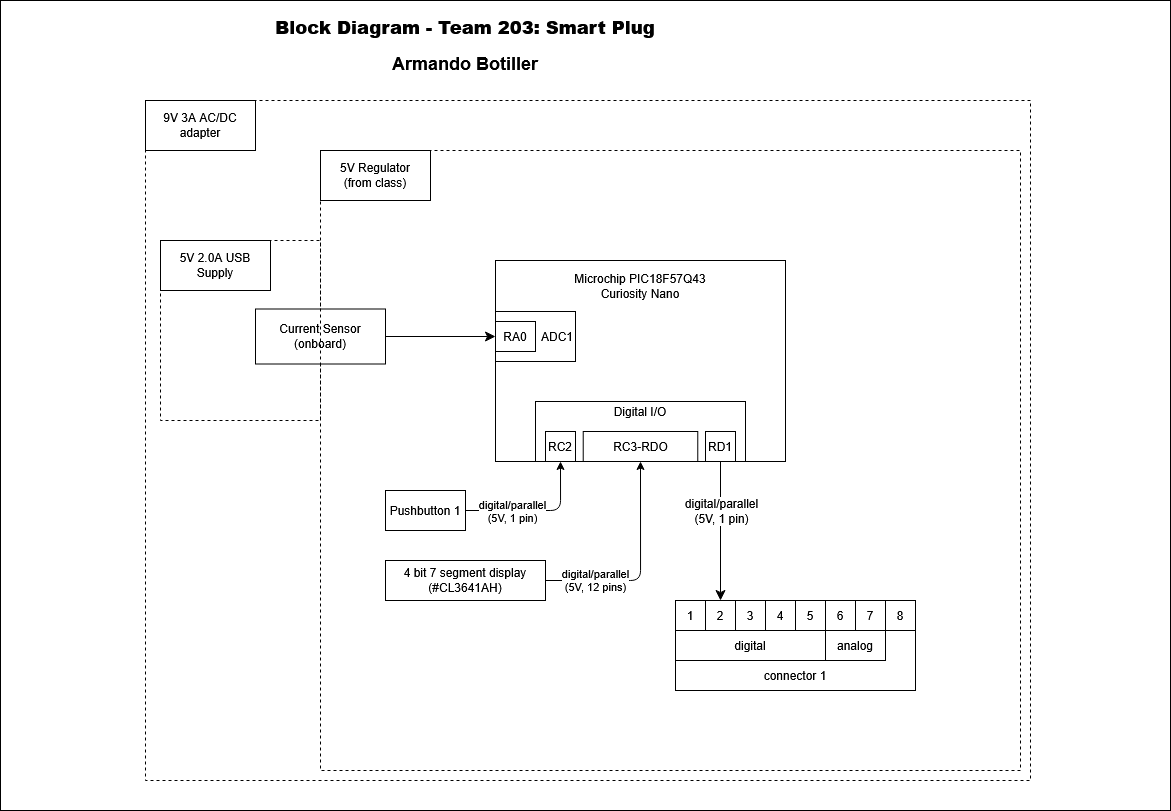 Block Diagram - Team 203: Smart Plug
Armando Botiller
9V 3A AC/DC
adapter
5V Regulator
(from class)
5V 2.0A USB
Supply
Current Sensor
(onboard)
Microchip PIC18F57Q43
Curiosity Nano
RA0
ADC1
Digital I/O
RC2
RC3-RDO
RD1
Pushbutton 1
digital/parallel
(5V, 1 pin)
digital/parallel
(5V, 1 pin)
4 bit 7 segment display
(#CL3641AH)
digital/parallel
(5V, 12 pins)
1 2 3 4 5 6 7 8
digital
analog
connector 1